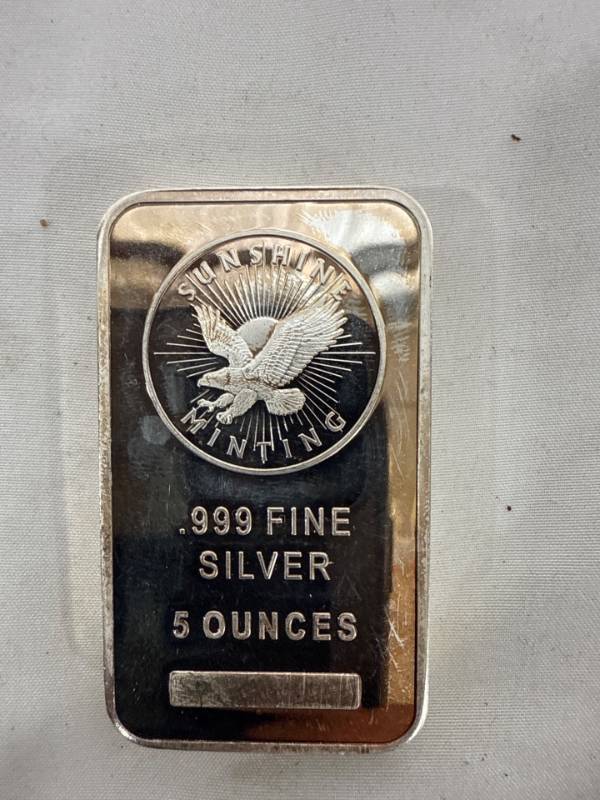 SUNSHINE
MINTING
.999 FINE
SILVER
5 OUNCES